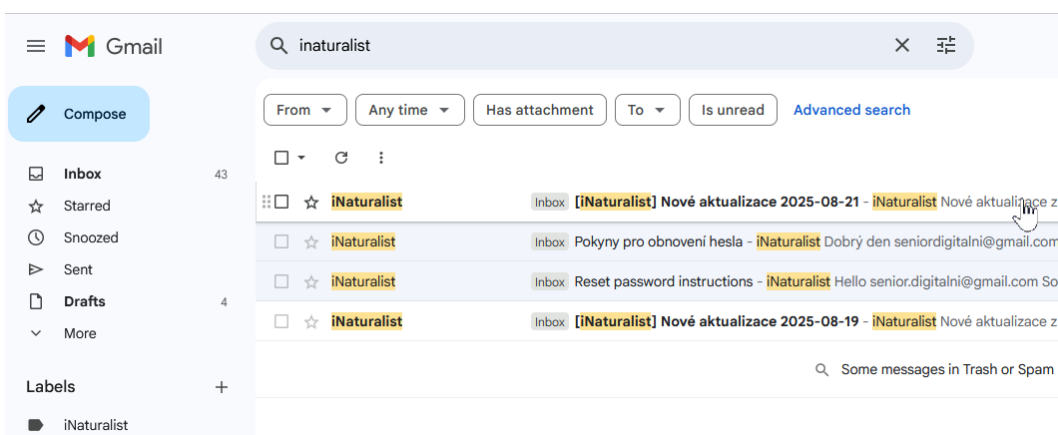 Gmail
inaturalist
Compose
From Any time Has attachment To Is unread Advanced search
Inbox 43
Starred
Snoozed
Sent
Drafts 4
More
Labels
iNaturalist
iNaturalist Inbox [iNaturalist] Nové aktualizace 2025-08-21 - iNaturalist Nové aktualizace z
iNaturalist Inbox Pokyny pro obnovení hesla - iNaturalist Dobrý den seniordigitalni@gmail.com
iNaturalist Inbox Reset password instructions - iNaturalist Hello senior.digitalni@gmail.com So
iNaturalist Inbox [iNaturalist] Nové aktualizace 2025-08-19 - iNaturalist Nové aktualizace z
Some messages in Trash or Spam